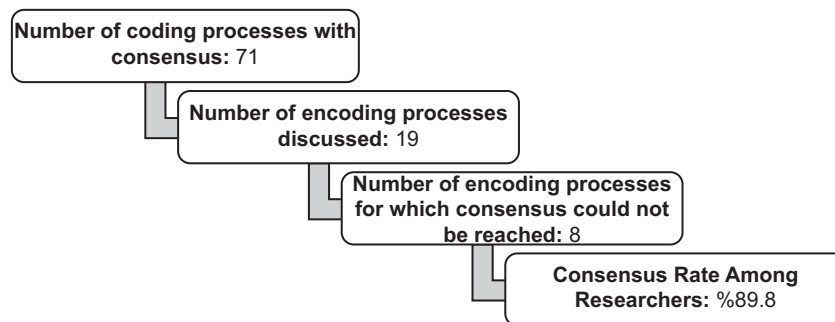 Number of coding processes with
consensus: 71
Number of encoding processes
discussed: 19
Number of encoding processes
for which consensus could not
be reached: 8
Consensus Rate Among
Researchers: %89.8